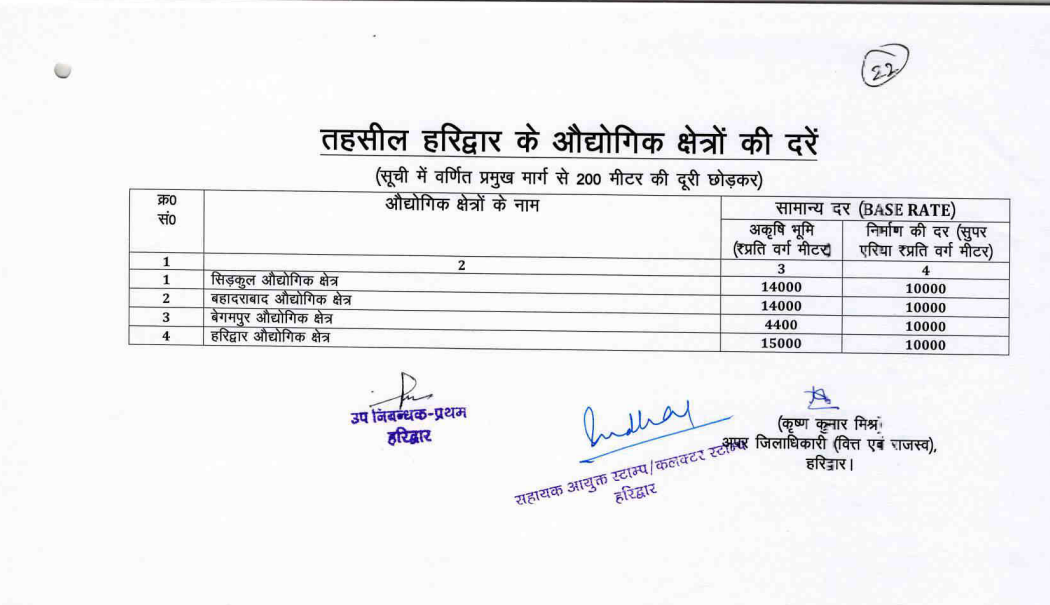 22
तहसील हरिद्वार के औद्योगिक क्षेत्रों की दरें
(सूची में वर्णित प्रमुख मार्ग से 200 मीटर की दूरी छोड़कर)
क्र0 सं0 औद्योगिक क्षेत्रों के नाम सामान्य दर (BASE RATE)
अकृषि भूमि (₹प्रति वर्ग मीटर) निर्माण की दर (सुपर एरिया ₹प्रति वर्ग मीटर)
1 2 3 4
1 सिड़कुल औद्योगिक क्षेत्र 14000 10000
2 बहादराबाद औद्योगिक क्षेत्र 14000 10000
3 बेगमपुर औद्योगिक क्षेत्र 4400 10000
4 हरिद्वार औद्योगिक क्षेत्र 15000 10000
उप निबन्धक-प्रथम
हरिद्वार
सहायक आयुक्त स्टाम्प/कलक्टर स्टाम्प
हरिद्वार
(कृष्ण कुमार मिश्र)
अपर जिलाधिकारी (वित्त एवं राजस्व),
हरिद्वार।